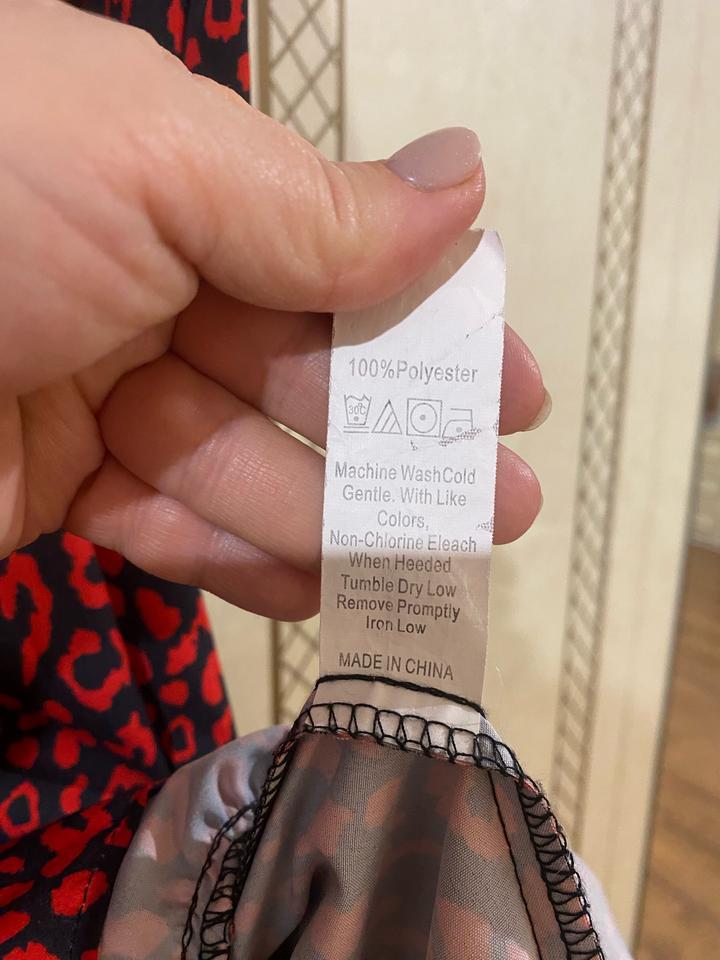 100%Polyester
30℃
Machine WashCold
Gentle. With Like
Colors,
Non-Chlorine Eleach
When Heeded
Tumble Dry Low
Remove Promptly
Iron Low
MADE IN CHINA